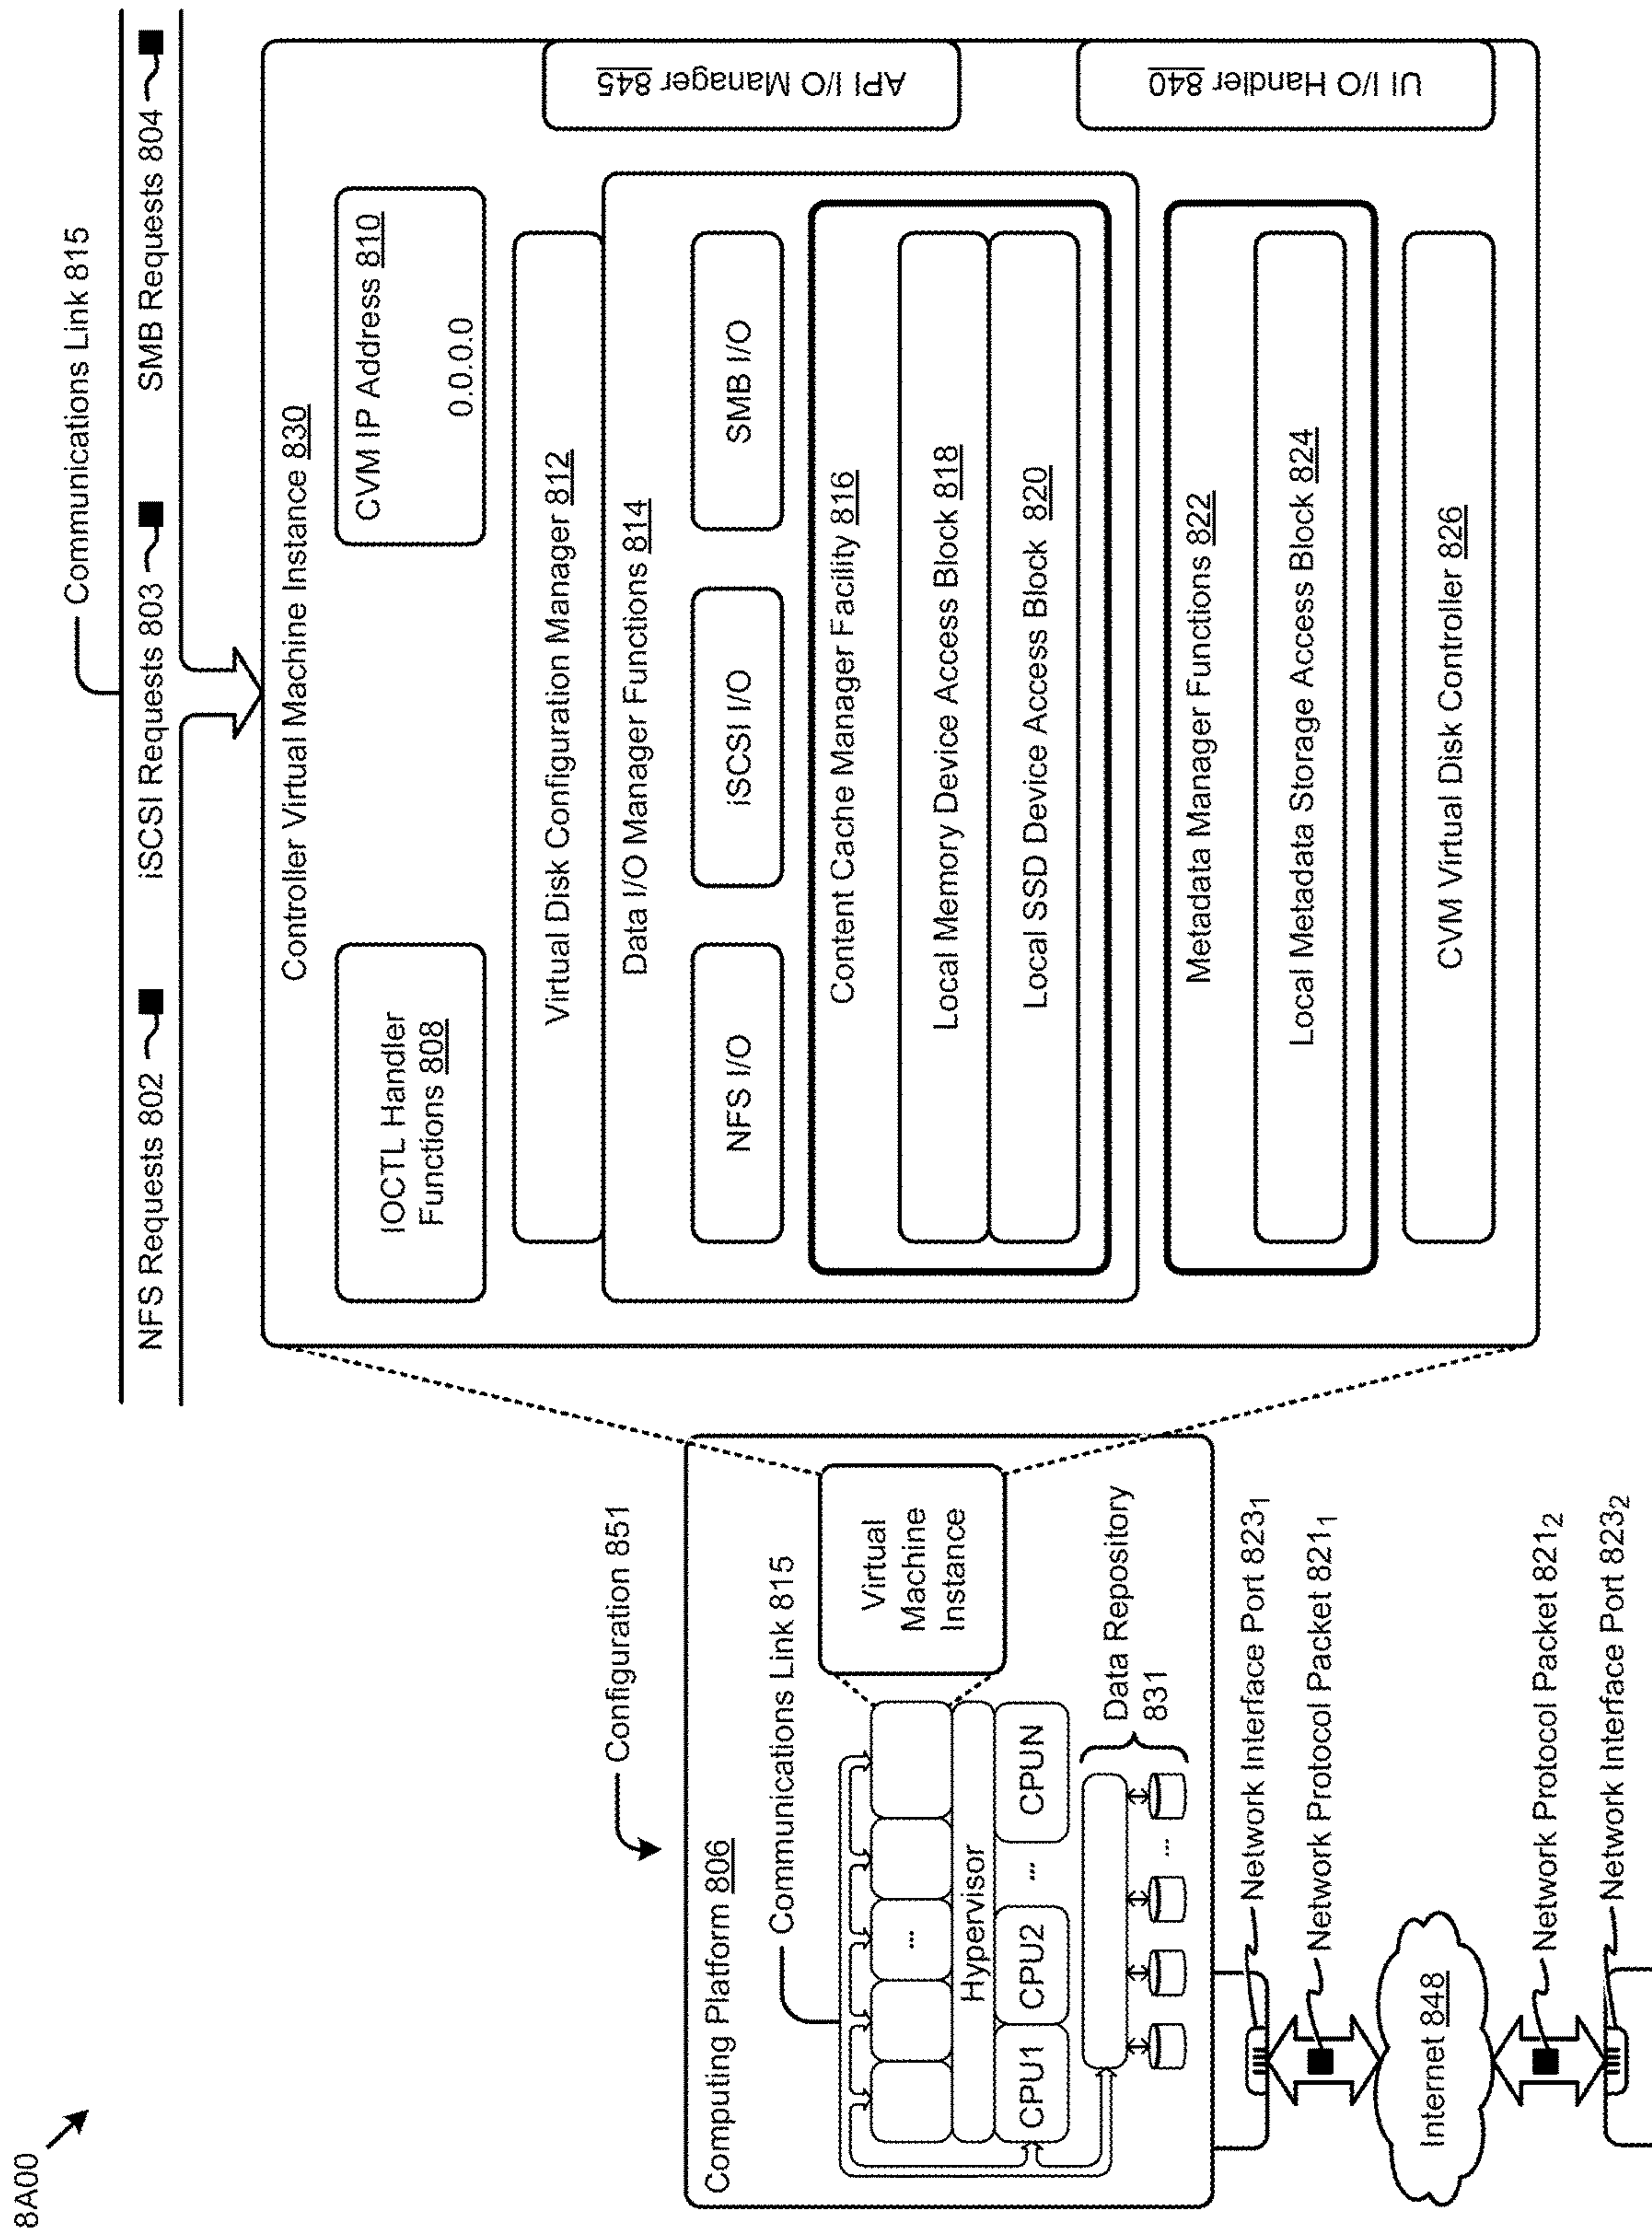 8A00
Communications Link 815
NFS Requests 802
iSCSI Requests 803
SMB Requests 804
Controller Virtual Machine Instance 830
IOCTL Handler
Functions 808
CVM IP Address 810
0.0.0.0
Virtual Disk Configuration Manager 812
Data I/O Manager Functions 814
NFS I/O
iSCSI I/O
SMB I/O
Content Cache Manager Facility 816
Local Memory Device Access Block 818
Local SSD Device Access Block 820
Metadata Manager Functions 822
Local Metadata Storage Access Block 824
CVM Virtual Disk Controller 826
API I/O Manager 845
UI I/O Handler 840
Configuration 851
Computing Platform 806
Communications Link 815
Virtual
Machine
Instance
...
Hypervisor
CPU1
CPU2
...
CPUN
Data Repository
831
...
Network Interface Port 823₁
Network Protocol Packet 821₁
Internet 848
Network Protocol Packet 821₂
Network Interface Port 823₂